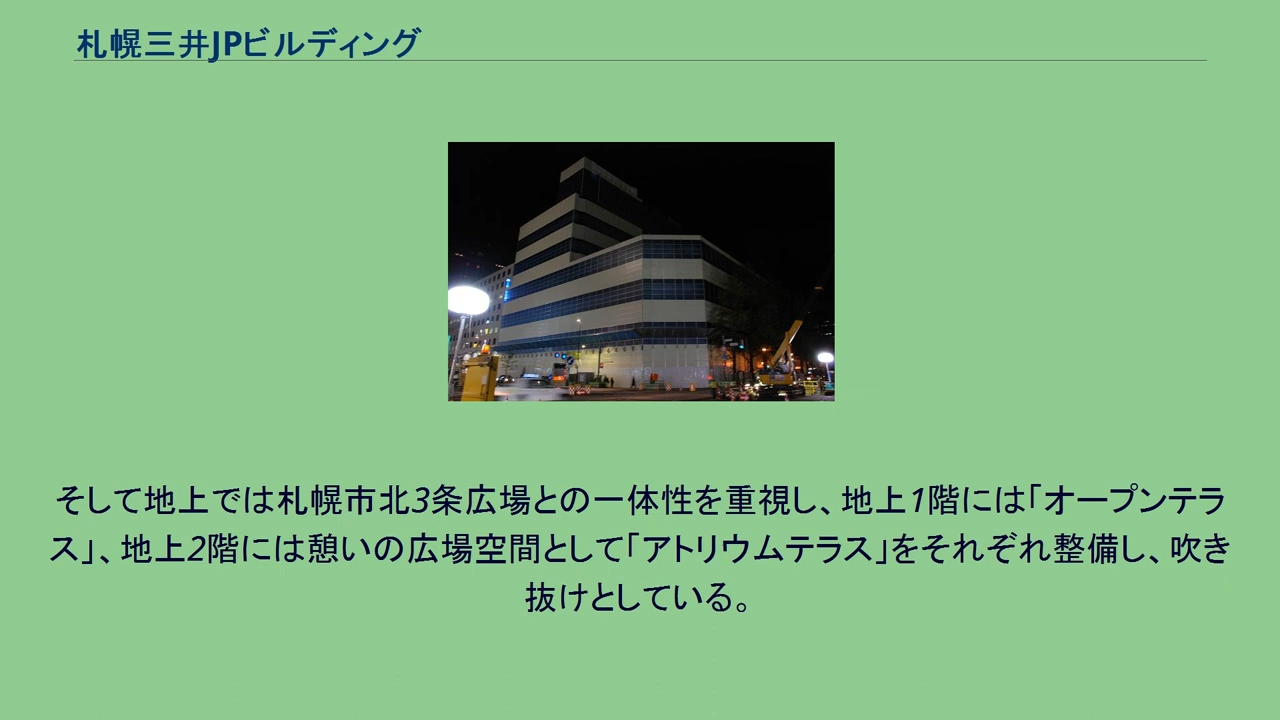 札幌三井JPビルディング
そして地上では札幌市北3条広場との一体性を重視し、地上1階には「オープンテラ
ス」、地上2階には憩いの広場空間として「アトリウムテラス」をそれぞれ整備し、吹き
抜けとしている。